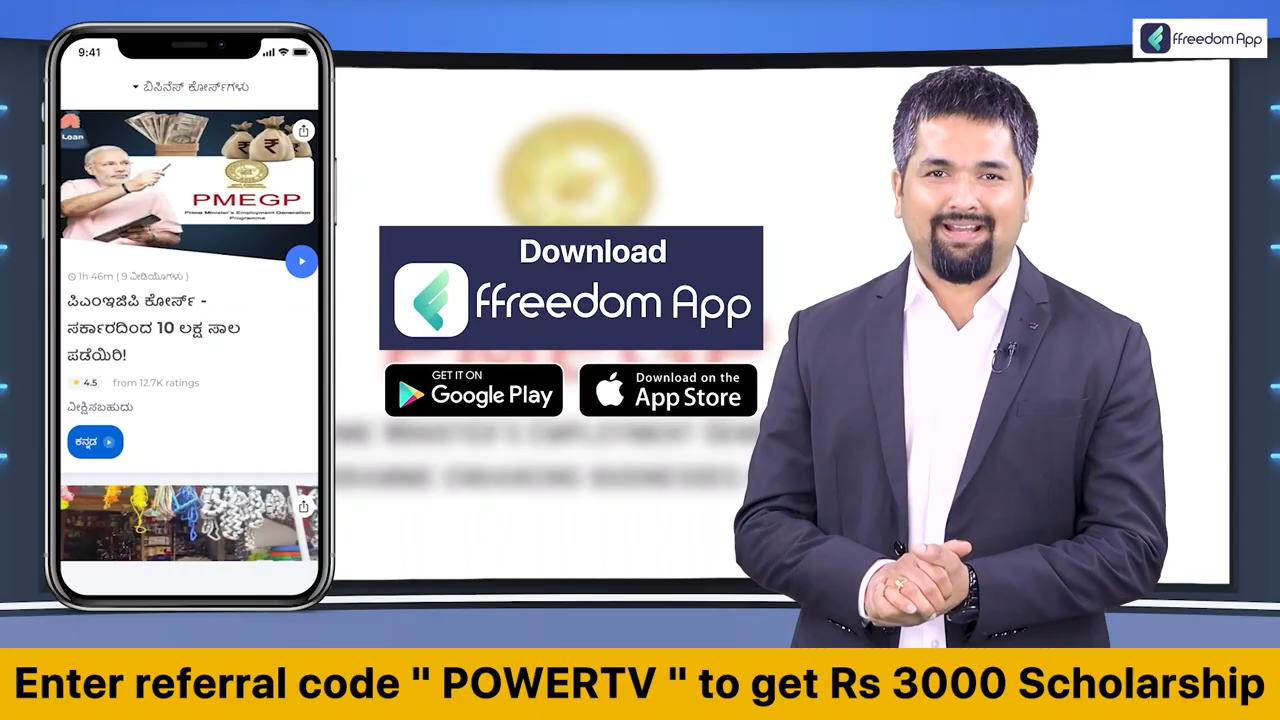 9:41
ffreedom App
ಬಿಸಿನೆಸ್ ಕೋರ್ಸ್‌ಗಳು
Loan
PMEGP
Prime Minister's Employment Generation
Programme
1h 46m ( 9 ವೀಡಿಯೊಗಳು )
ಪಿಎಂಇಜಿಪಿ ಕೋರ್ಸ್ -
ಸರ್ಕಾರದಿಂದ 10 ಲಕ್ಷ ಸಾಲ
ಪಡೆಯಿರಿ!
4.5 from 12.7K ratings
ವೀಕ್ಷಿಸಬಹುದು
ಕನ್ನಡ
Download
ffreedom App
GET IT ON
Google Play
Download on the
App Store
Enter referral code " POWERTV " to get Rs 3000 Scholarship